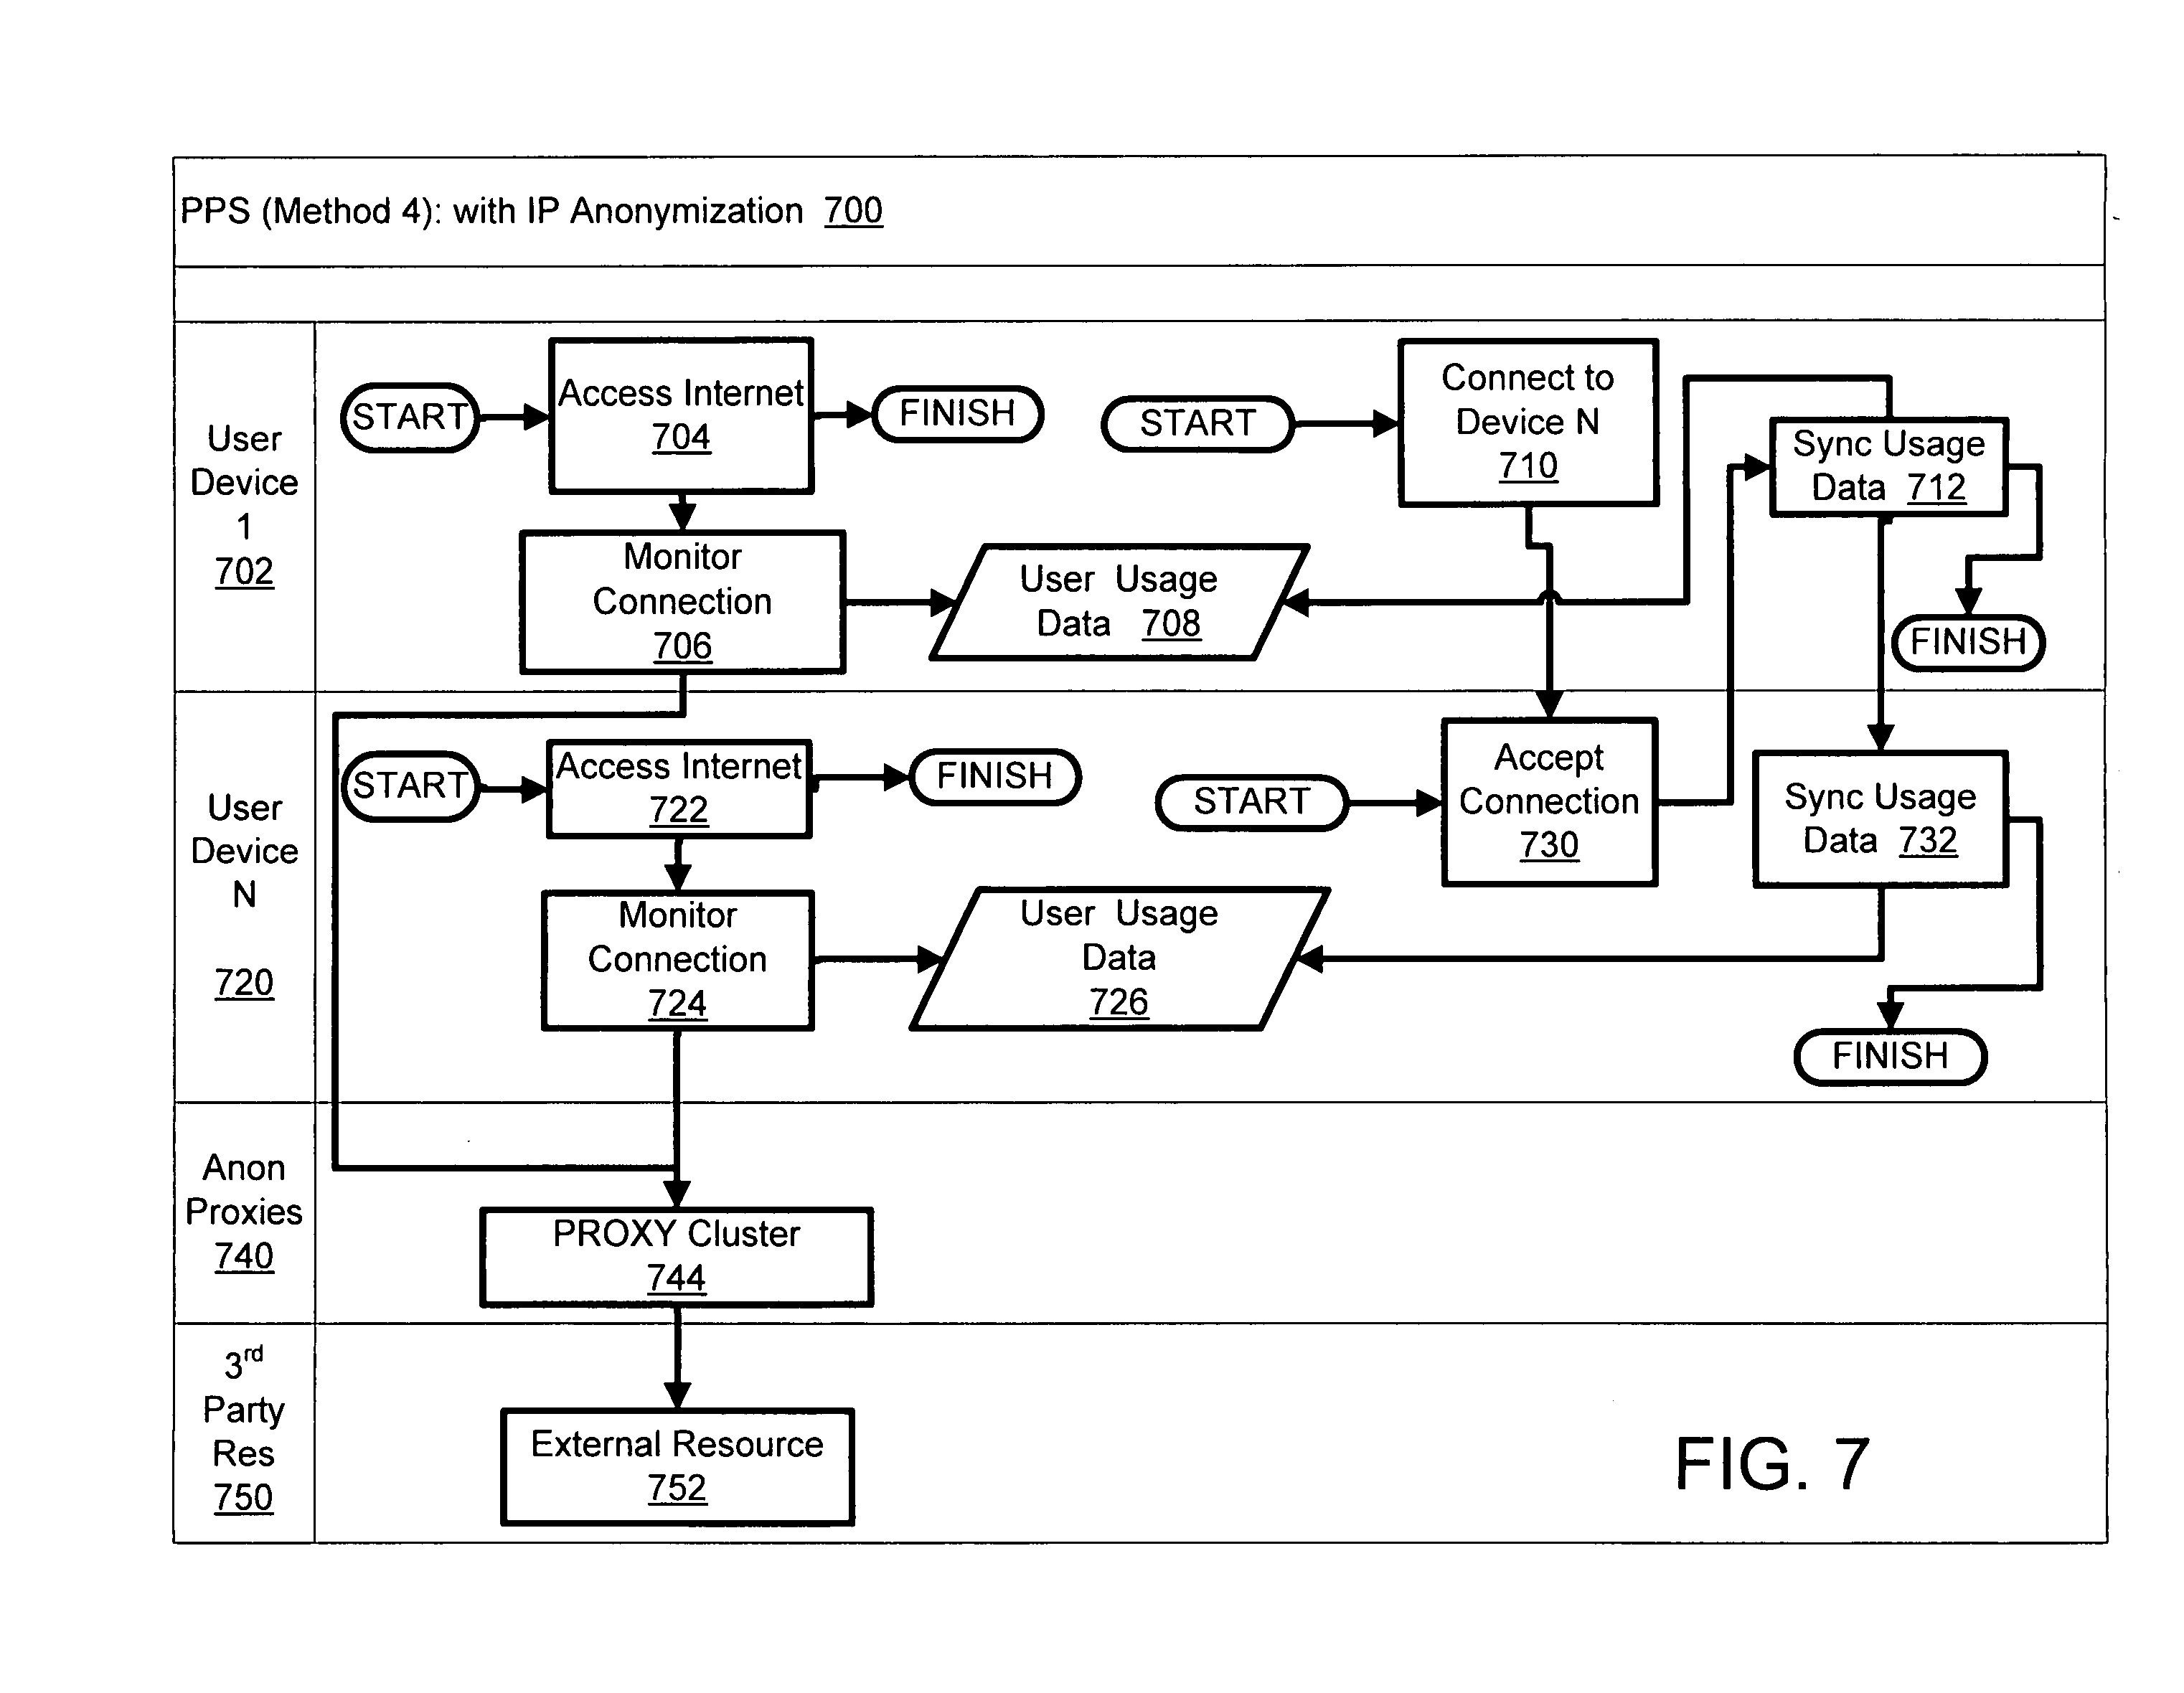 PPS (Method 4): with IP Anonymization 700
User
Device
1
702
START
Access Internet
704
FINISH
Monitor
Connection
706
User Usage
Data 708
START
Connect to
Device N
710
Sync Usage
Data 712
FINISH
User
Device
N
720
START
Access Internet
722
FINISH
Monitor
Connection
724
User Usage
Data
726
START
Accept
Connection
730
Sync Usage
Data 732
FINISH
Anon
Proxies
740
PROXY Cluster
744
3rd
Party
Res
750
External Resource
752
FIG. 7